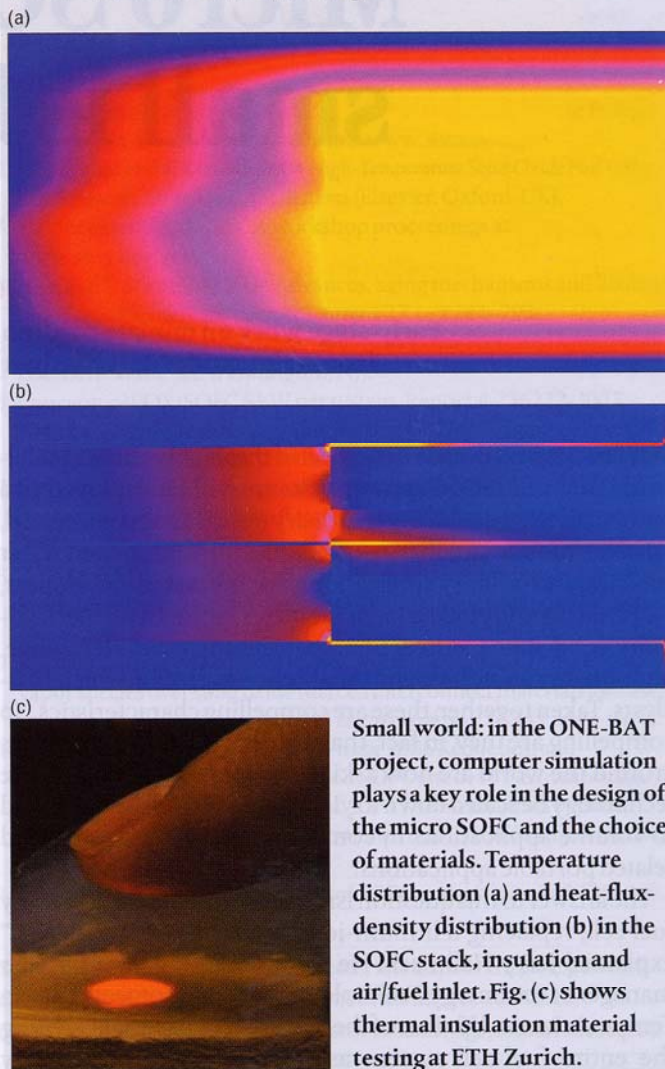 (a)
(b)
(c)
Small world: in the ONE-BAT
project, computer simulation
plays a key role in the design of
the micro SOFC and the choice
of materials. Temperature
distribution (a) and heat-flux-
density distribution (b) in the
SOFC stack, insulation and
air/fuel inlet. Fig. (c) shows
thermal insulation material
testing at ETH Zurich.